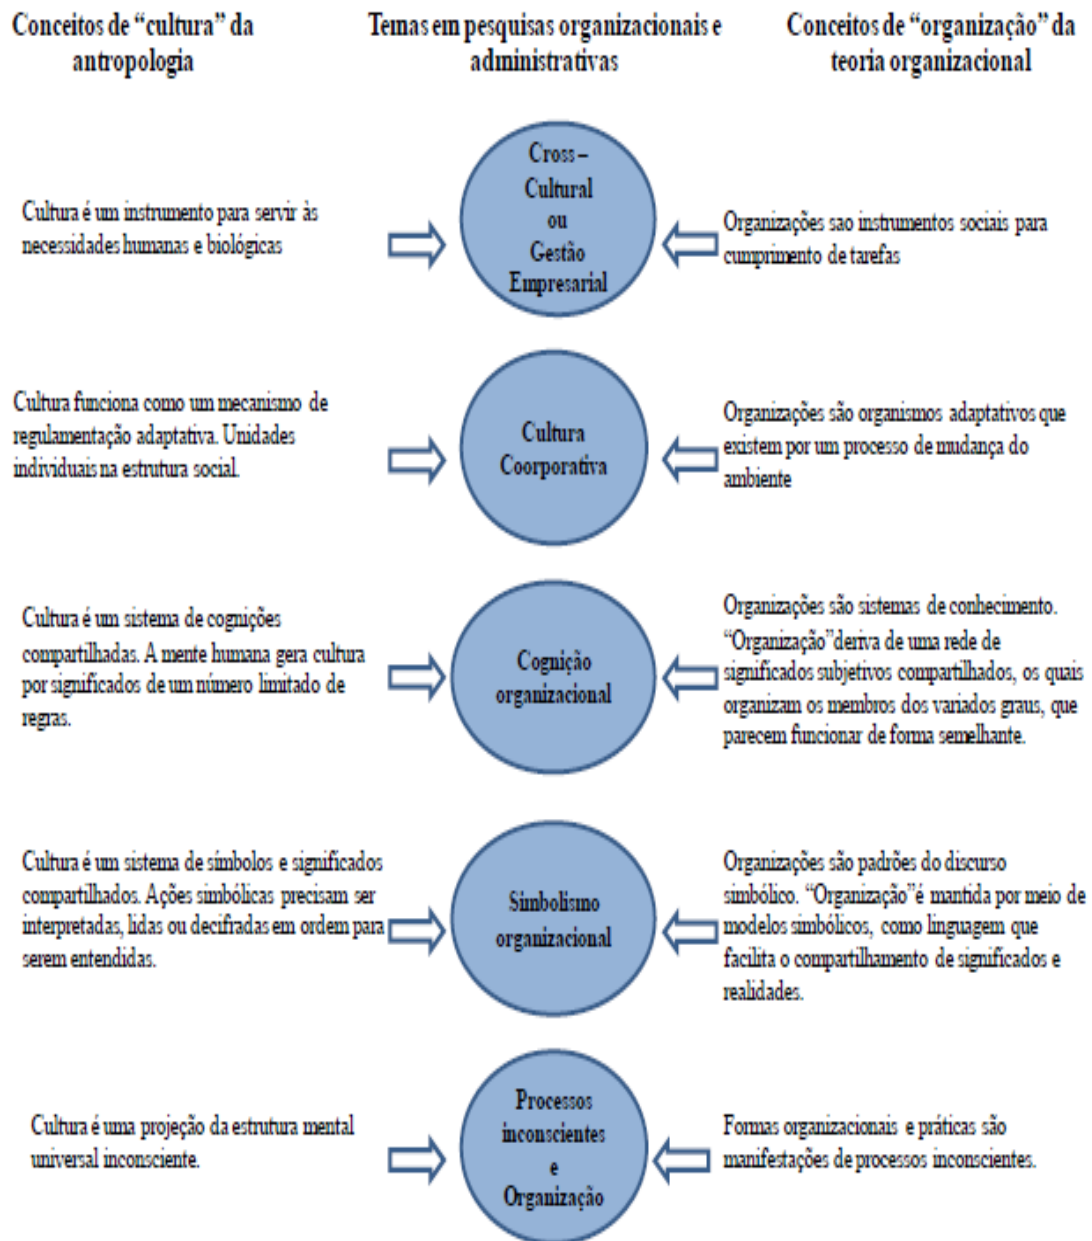 Conceitos de “cultura” da
antropologia
Temas em pesquisas organizacionais e
administrativas
Conceitos de “organização” da
teoria organizacional
Cultura é um instrumento para servir às
necessidades humanas e biológicas
Cross –
Cultural
ou
Gestão
Empresarial
Organizações sao instrumentos sociais para
cumprimento de tarefas
Cultura funciona como um mecanismo de
regulamentação adaptativa. Unidades
individuais na estrutura social.
Cultura
Coorporativa
Organizações são organismos adaptativos que
existem por um processo de mudança do
ambiente
Cultura é um sistema de cognições
compartilhadas. A mente humana gera cultura
por significados de um número limitado de
regras.
Cognição
organizacional
Organizações são sistemas de conhecimento.
“Organização”deriva de uma rede de
significados subjetivos compartilhados, os quais
organizam os membros dos variados graus, que
parecem funcionar de forma semelhante.
Cultura é um sistema de símbolos e significados
compartilhados. Ações simbólicas precisam ser
interpretadas, lidas ou decifradas em ordem para
serem entendidas.
Simbolismo
organizacional
Organizações são padrões do discurso
simbólico. “Organização”é mantida por meio de
modelos simbólicos, como linguagem que
facilita o compartilhamento de significados e
realidades.
Cultura é uma projeção da estrutura mental
universal inconsciente.
Processos
inconscientes
e
Organização
Formas organizacionais e práticas são
manifestações de processos inconscientes.